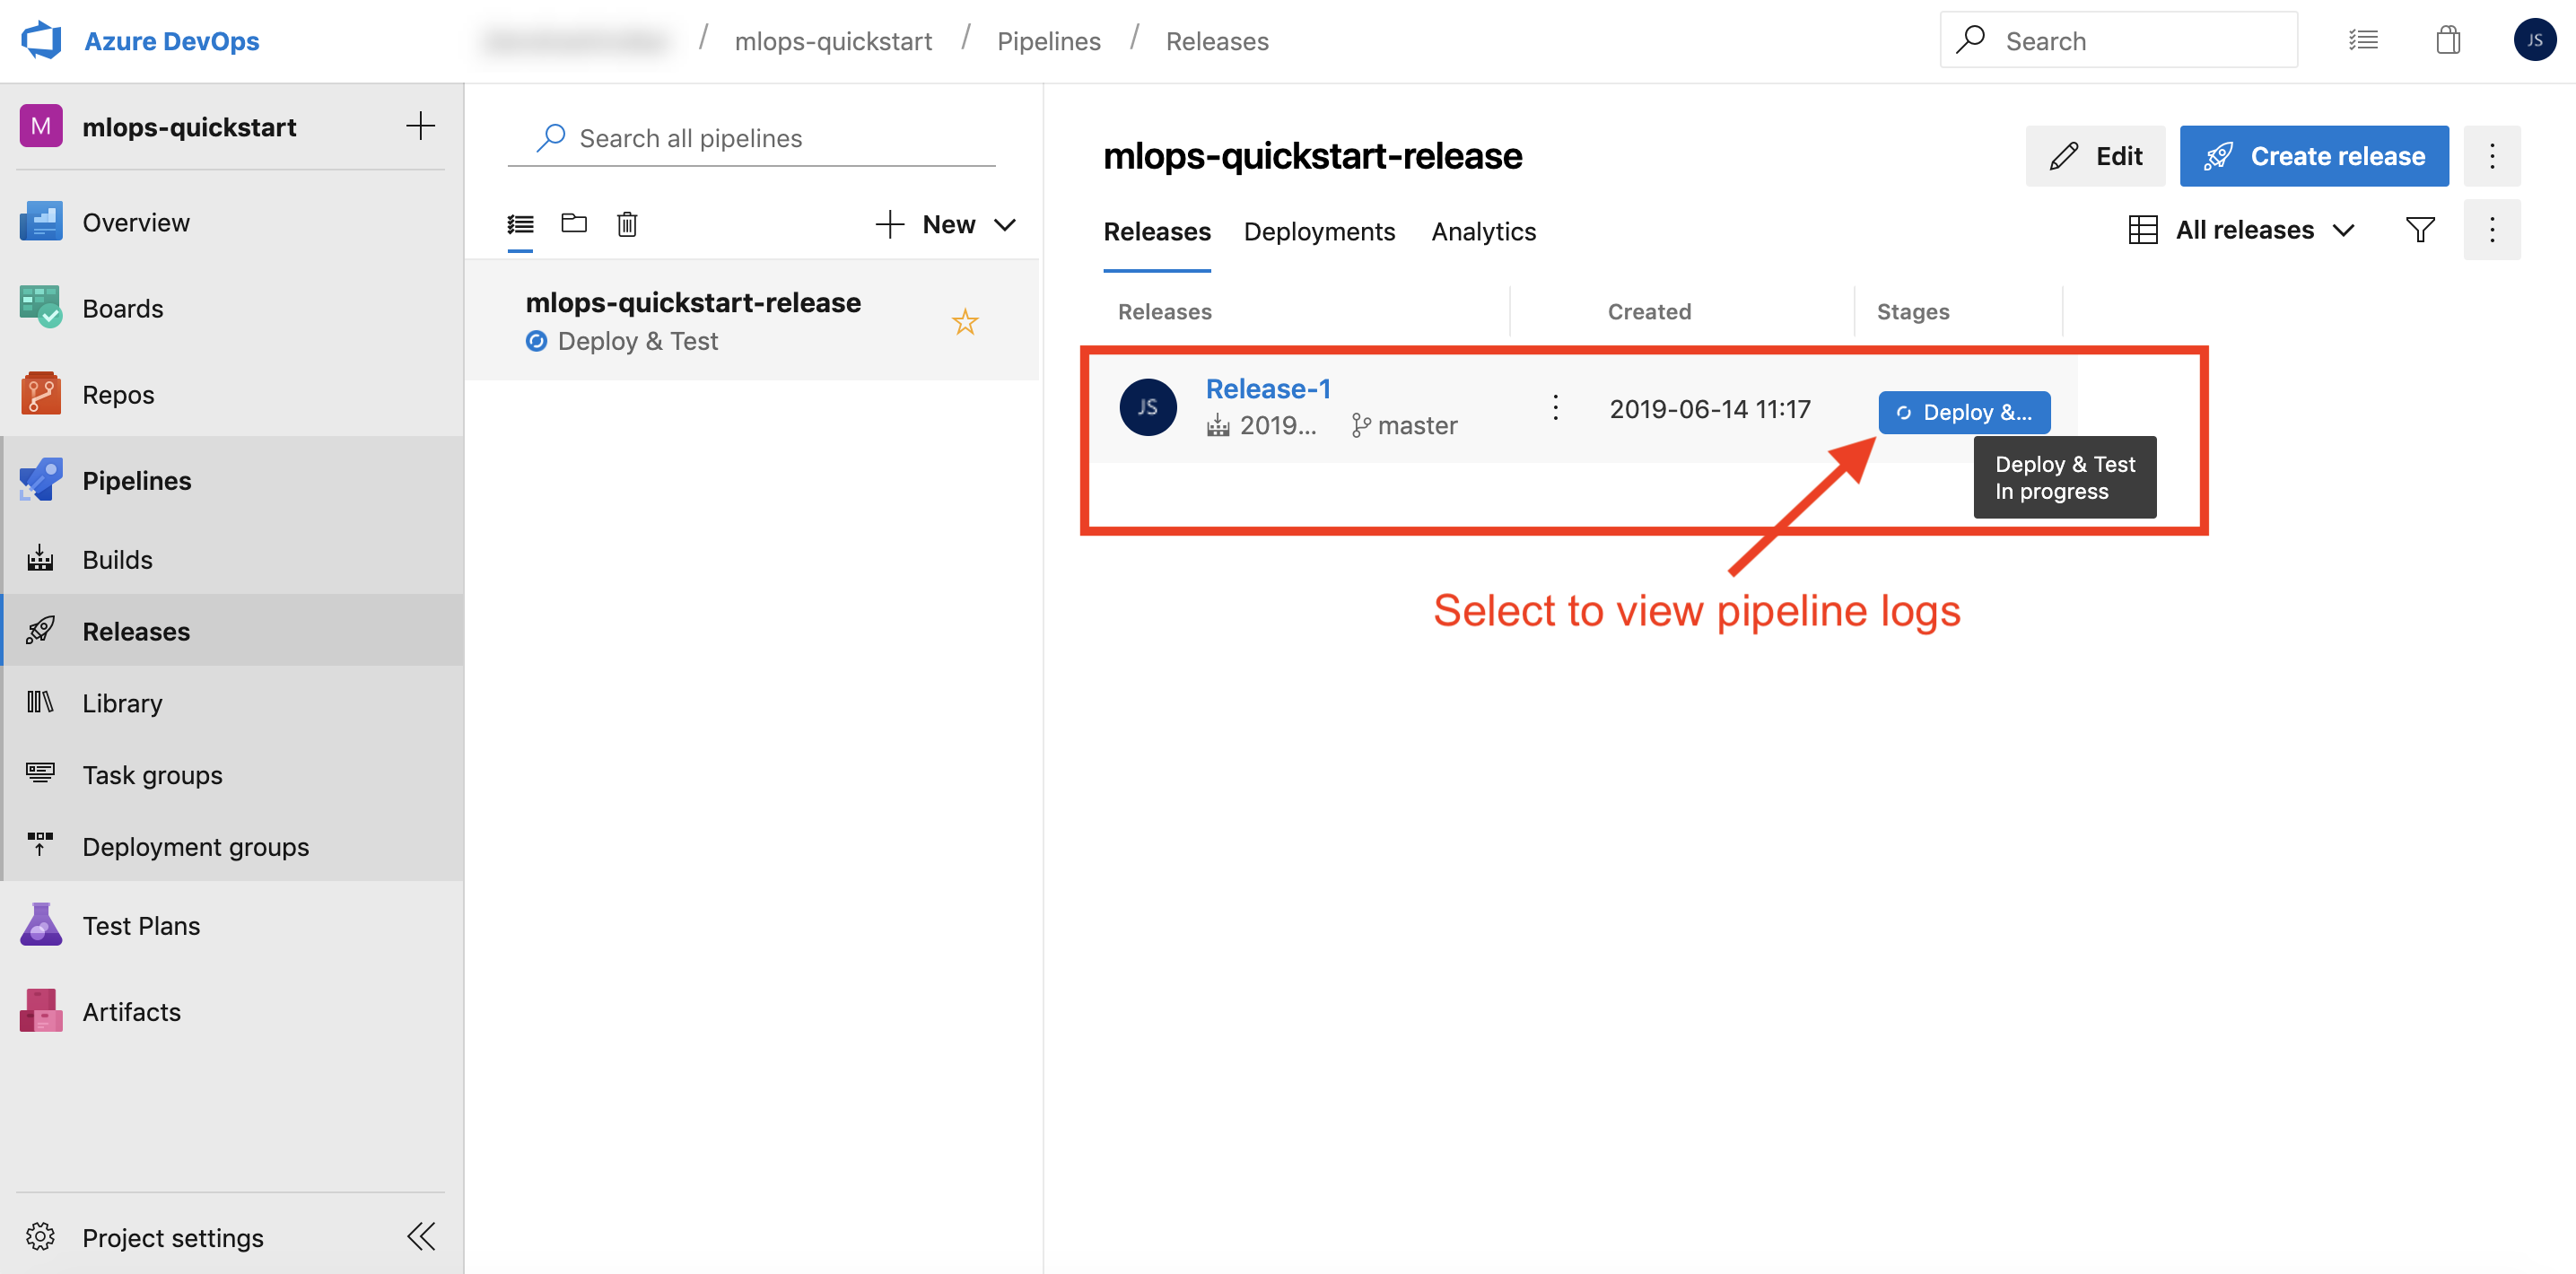 Azure DevOps
/ mlops-quickstart / Pipelines / Releases
Search
JS
M mlops-quickstart
Overview
Boards
Repos
Pipelines
Builds
Releases
Library
Task groups
Deployment groups
Test Plans
Artifacts
Project settings
Search all pipelines
New
mlops-quickstart-release
Deploy & Test
mlops-quickstart-release
Edit
Create release
Releases Deployments Analytics
All releases
Releases Created Stages
JS
Release-1
2019... master
2019-06-14 11:17
Deploy &...
Deploy & Test
In progress
Select to view pipeline logs